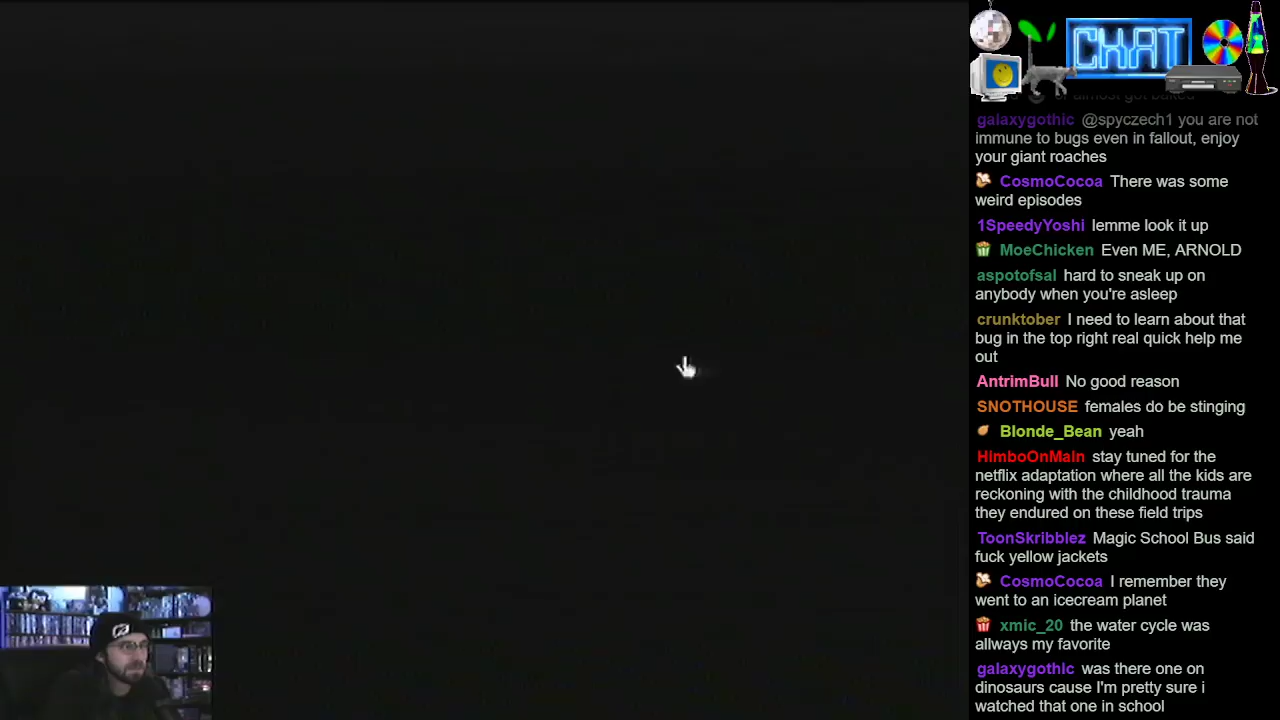 CHAT
or almost got baked
galaxygothic @spyczech1 you are not
immune to bugs even in fallout, enjoy
your giant roaches
CosmoCocoa There was some
weird episodes
1SpeedyYoshi lemme look it up
MoeChicken Even ME, ARNOLD
aspotofsal hard to sneak up on
anybody when you're asleep
crunktober I need to learn about that
bug in the top right real quick help me
out
AntrimBull No good reason
SNOTHOUSE females do be stinging
Blonde_Bean yeah
HimboOnMain stay tuned for the
netflix adaptation where all the kids are
reckoning with the childhood trauma
they endured on these field trips
ToonSkribblez Magic School Bus said
fuck yellow jackets
CosmoCocoa I remember they
went to an icecream planet
xmic_20 the water cycle was
allways my favorite
galaxygothic was there one on
dinosaurs cause I'm pretty sure i
watched that one in school